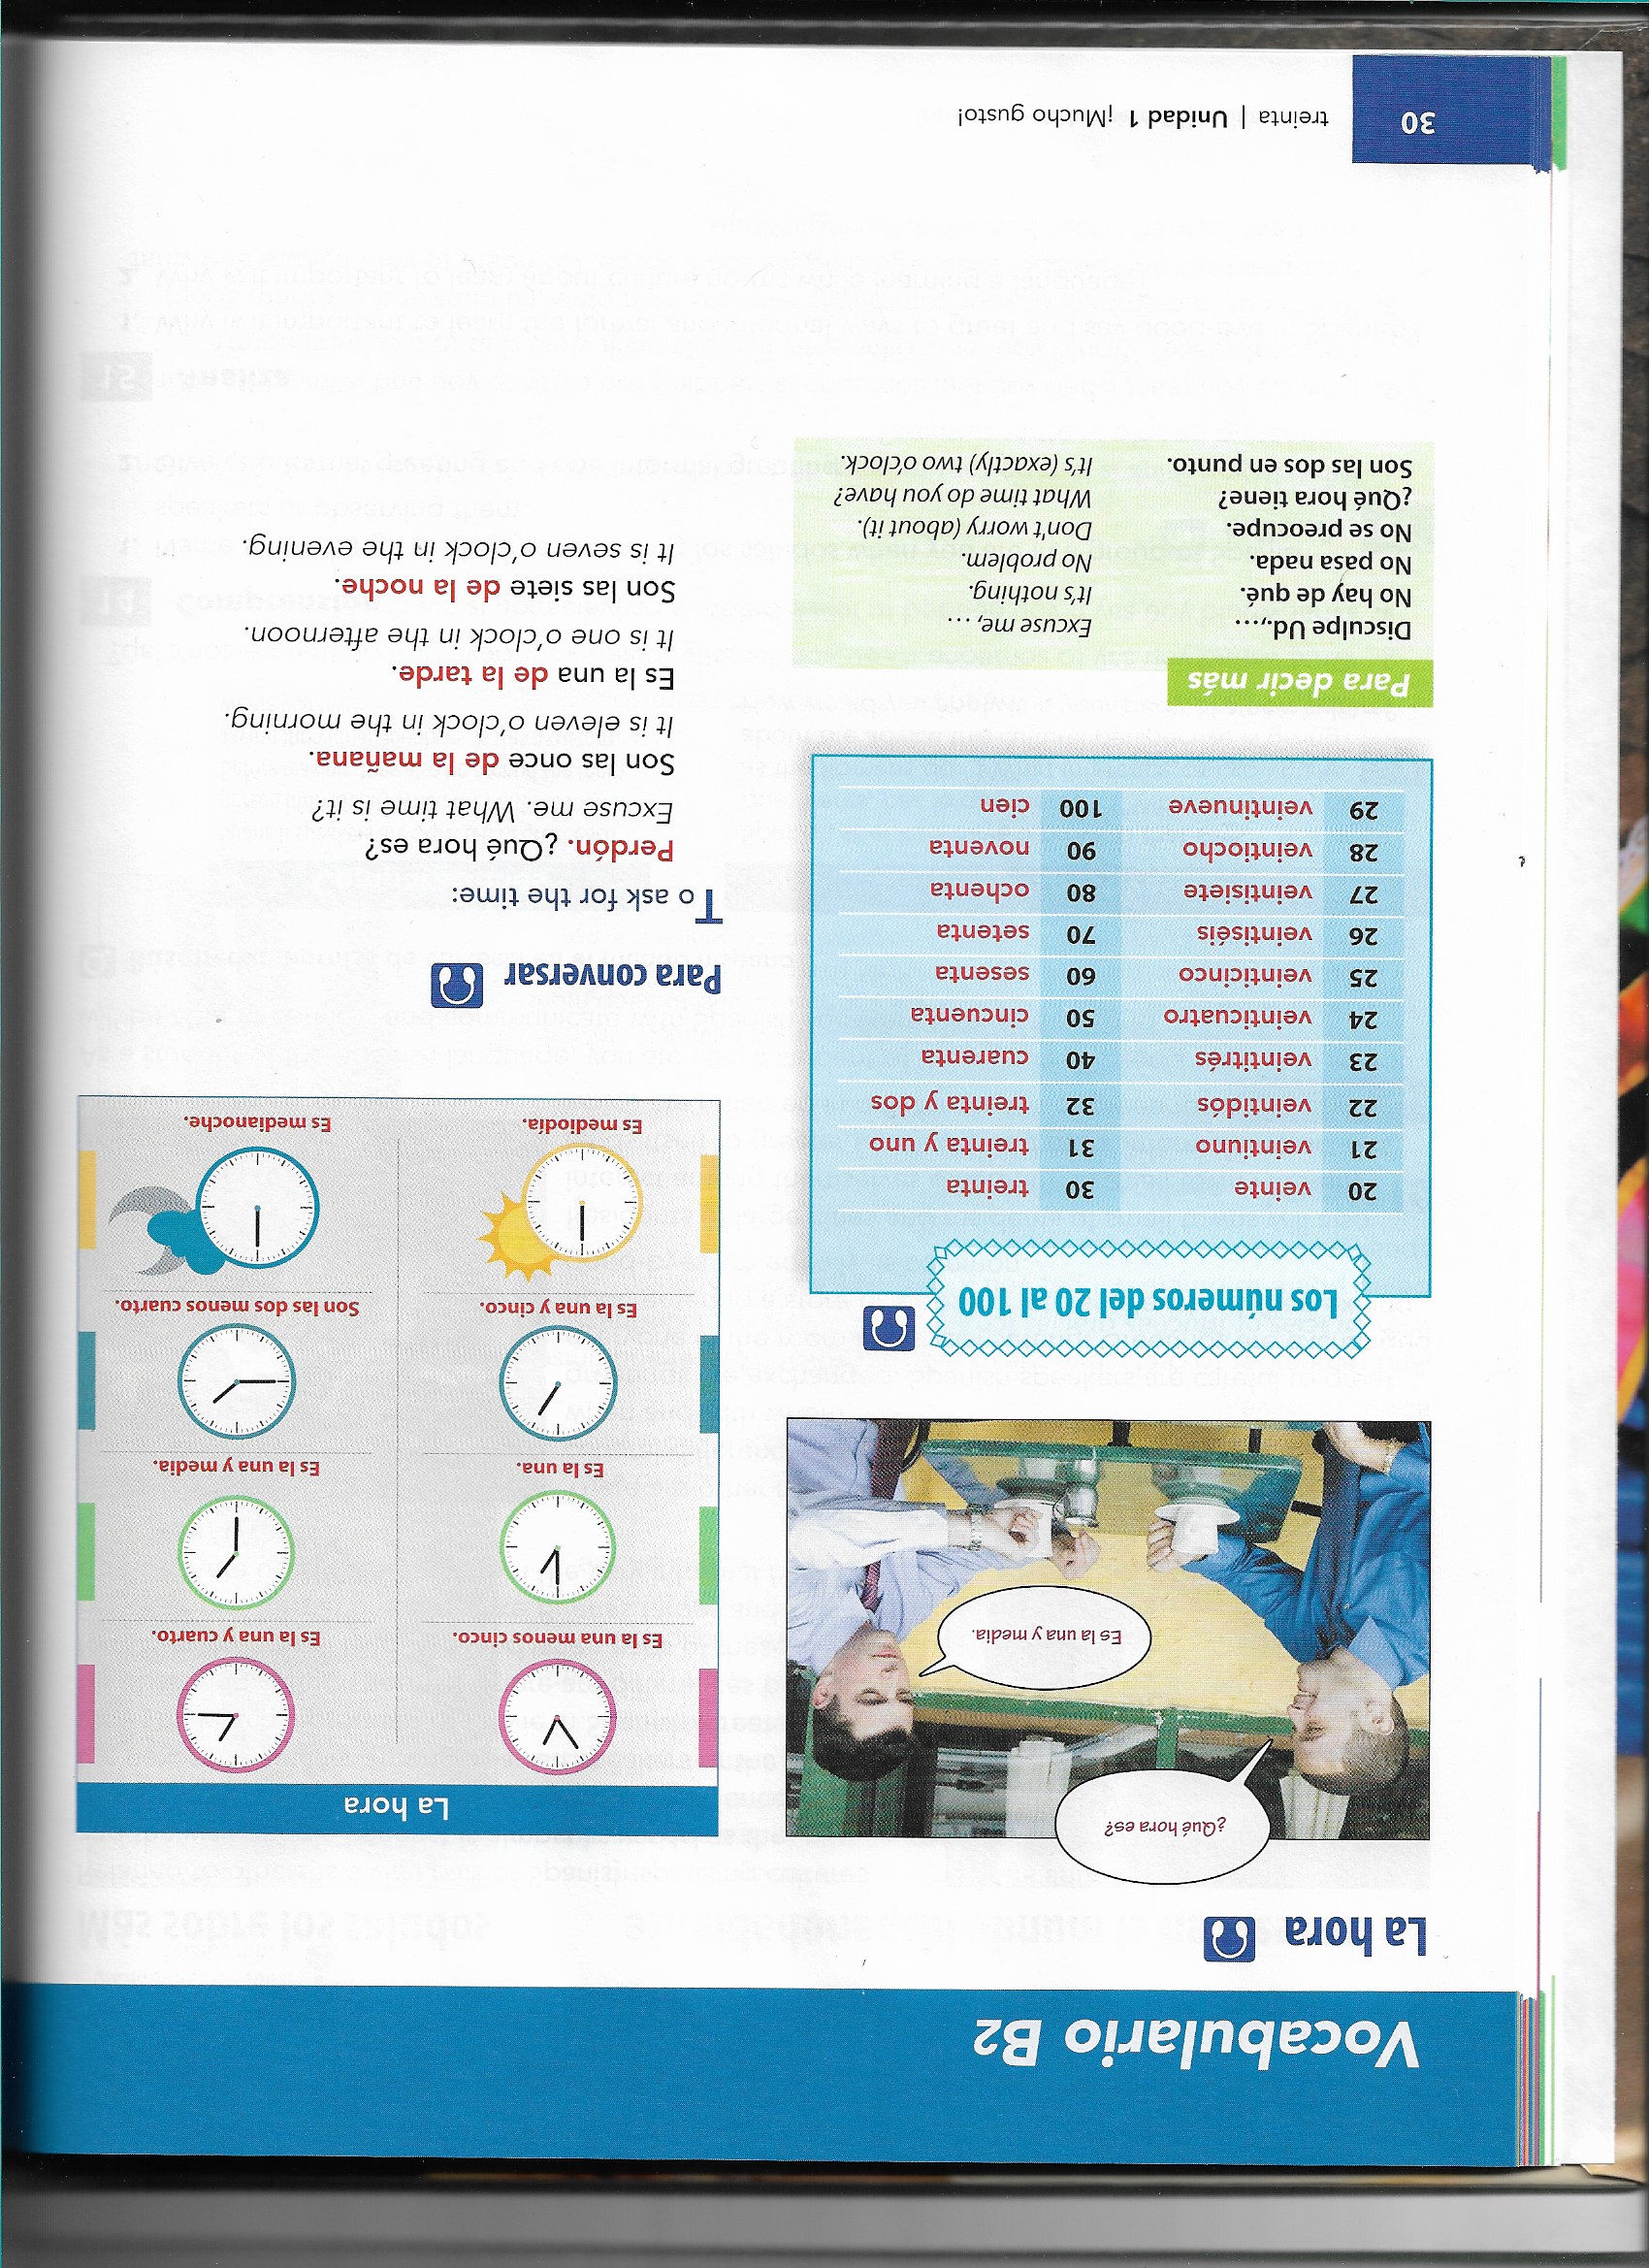 Vocabulario B2
La hora
¿Qué hora es?
Es la una y media.
La hora
Es la una menos cinco.
Es la una y cuarto.
Es la una.
Es la una y media.
Es la una y cinco.
Son las dos menos cuarto.
Es mediodía.
Es medianoche.
Los números del 20 al 100
20 veinte 30 treinta
21 veintiuno 31 treinta y uno
22 veintidós 32 treinta y dos
23 veintitrés 40 cuarenta
24 veinticuatro 50 cincuenta
25 veinticinco 60 sesenta
26 veintiséis 70 setenta
27 veintisiete 80 ochenta
28 veintiocho 90 noventa
29 veintinueve 100 cien
Para decir más
Disculpe Ud.,... Excuse me, ...
No hay de qué. It's nothing.
No pasa nada. No problem.
No se preocupe. Don't worry (about it).
¿Qué hora tiene? What time do you have?
Son las dos en punto. It's (exactly) two o'clock.
Para conversar
To ask for the time:
Perdón. ¿Qué hora es?
Excuse me. What time is it?
Son las once de la mañana.
It is eleven o'clock in the morning.
Es la una de la tarde.
It is one o'clock in the afternoon.
Son las siete de la noche.
It is seven o'clock in the evening.
30 treinta | Unidad 1 ¡Mucho gusto!